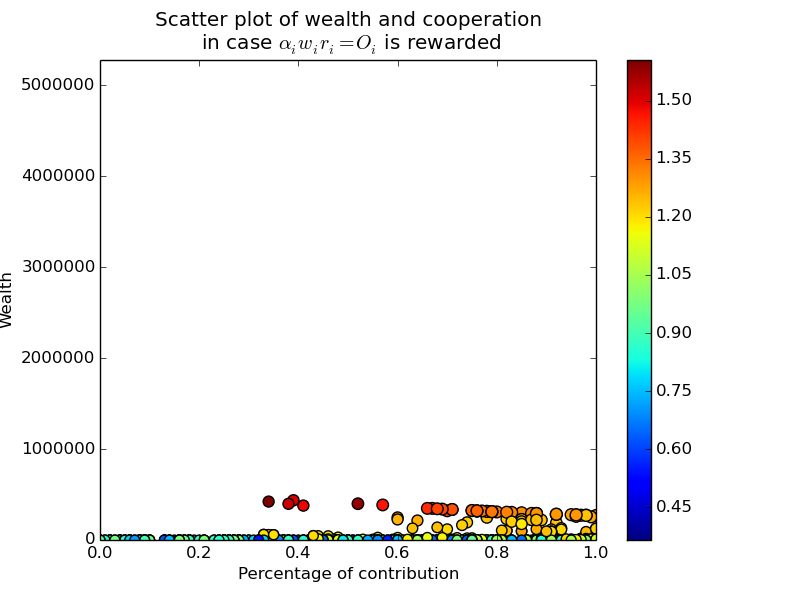 Scatter plot of wealth and cooperation
in case αᵢwᵢrᵢ=Oᵢ is rewarded
5000000
4000000
3000000
2000000
1000000
0
Wealth
0.0 0.2 0.4 0.6 0.8 1.0
Percentage of contribution
1.50
1.35
1.20
1.05
0.90
0.75
0.60
0.45